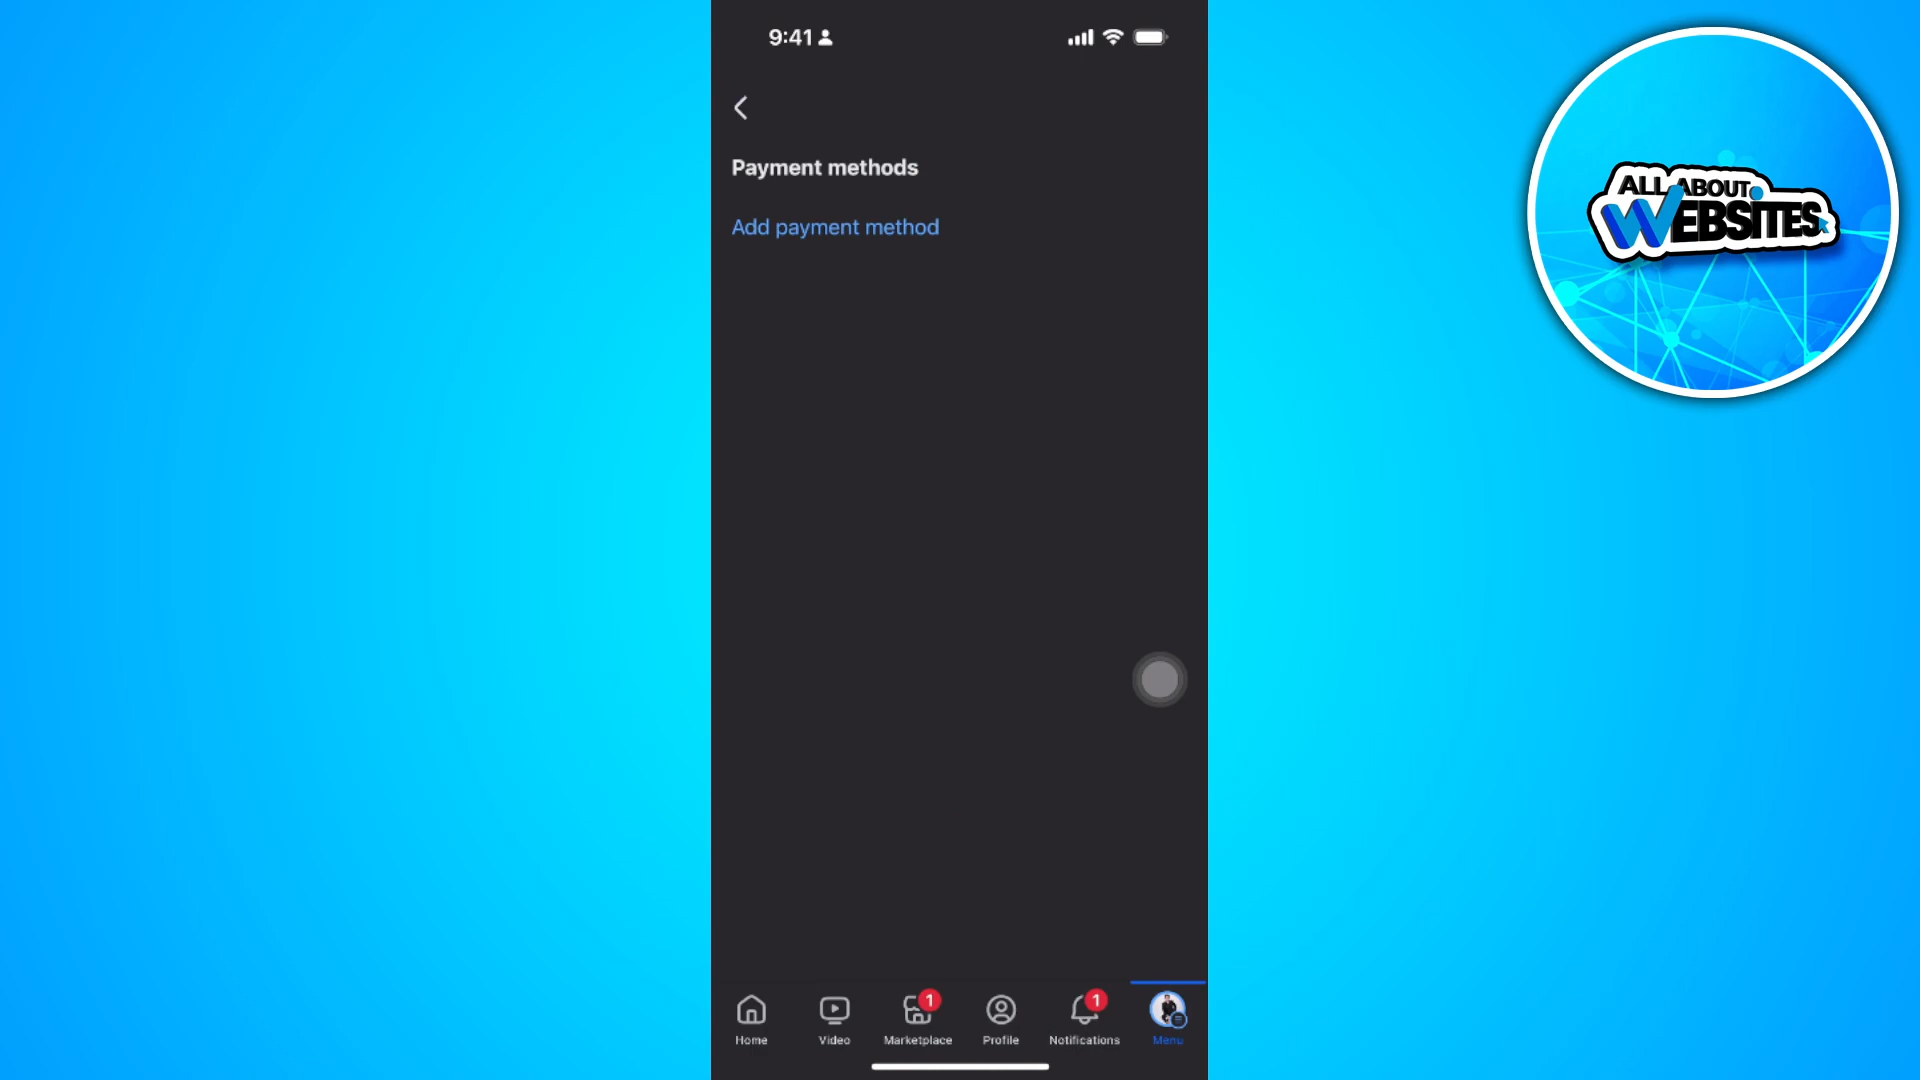 9:41
Payment methods
Add payment method
ALL ABOUT
WEBSITES
1
1
Home
Video
Marketplace
Profile
Notifications
Menu